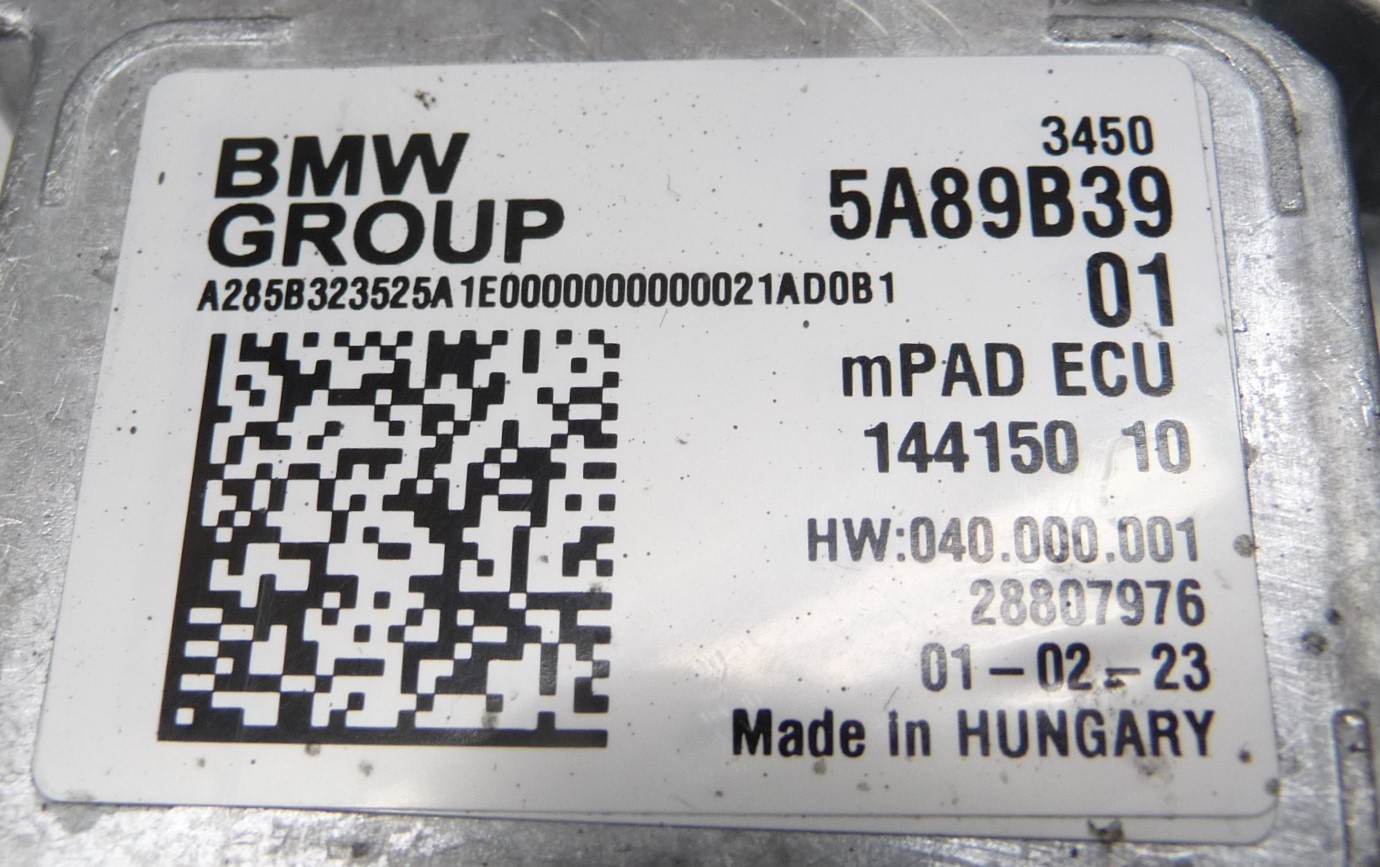 BMW
GROUP
A285B323525A1E0000000000021AD0B1
3450
5A89B39
01
mPAD ECU
144150 10
HW:040.000.001
28807976
01-02-23
Made in HUNGARY